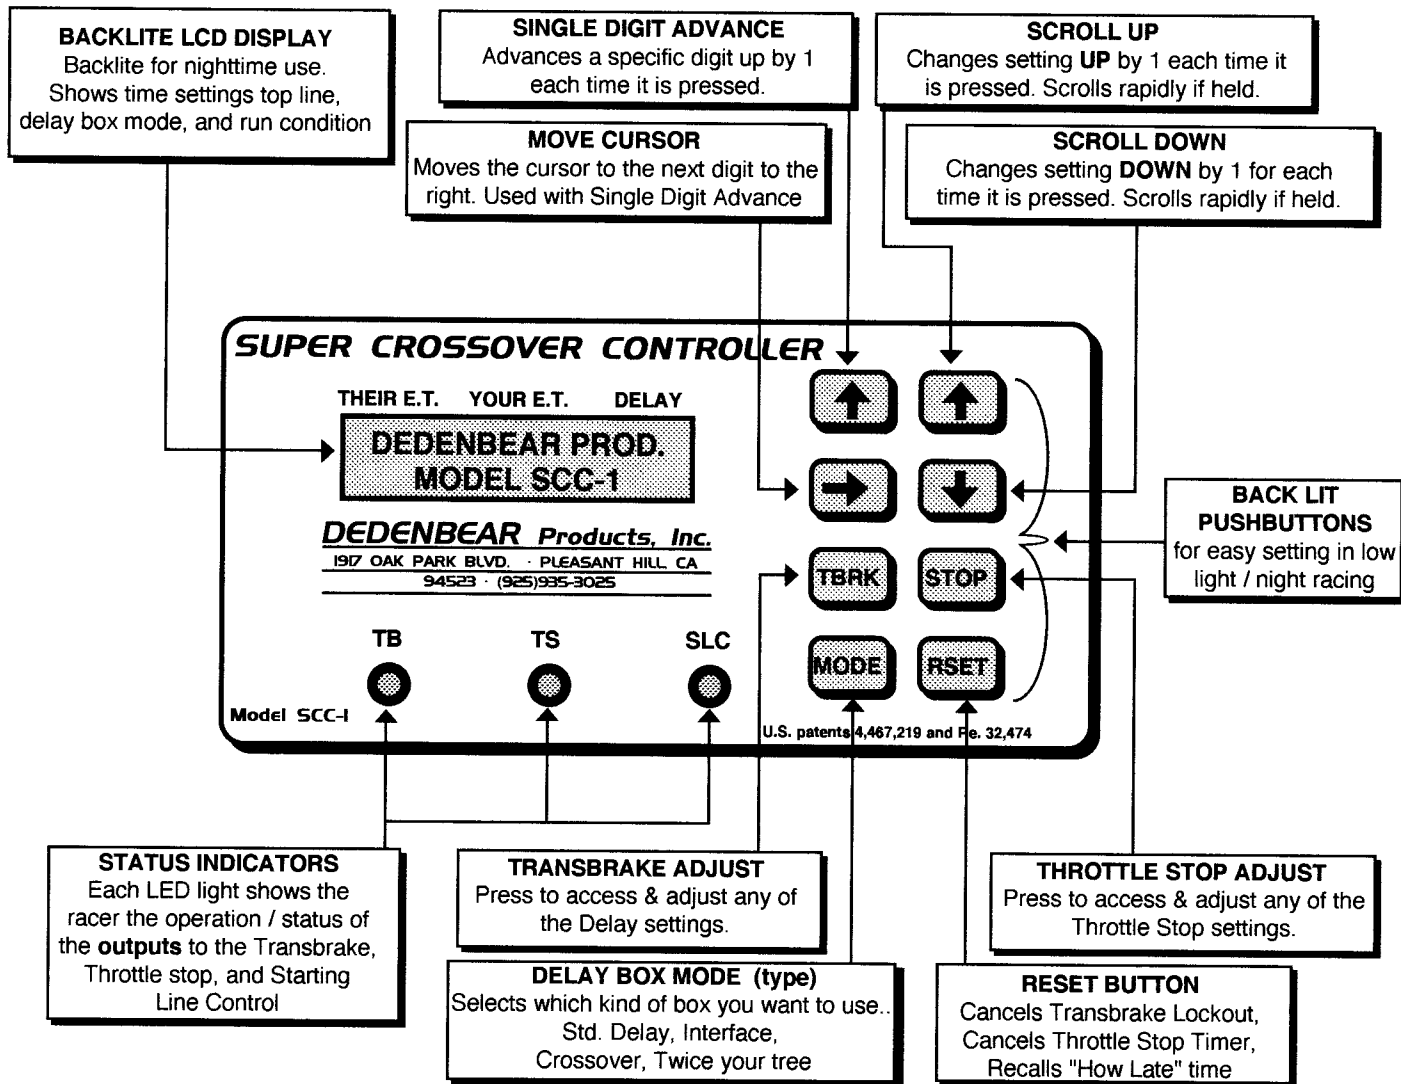 BACKLITE LCD DISPLAY
Backlite for nighttime use.
Shows time settings top line,
delay box mode, and run condition
SINGLE DIGIT ADVANCE
Advances a specific digit up by 1
each time it is pressed.
SCROLL UP
Changes setting UP by 1 each time it
is pressed. Scrolls rapidly if held.
MOVE CURSOR
Moves the cursor to the next digit to the
right. Used with Single Digit Advance
SCROLL DOWN
Changes setting DOWN by 1 for each
time it is pressed. Scrolls rapidly if held.
SUPER CROSSOVER CONTROLLER
THEIR E.T. YOUR E.T. DELAY
DEDENBEAR PROD.
MODEL SCC-1
DEDENBEAR Products, Inc.
1917 OAK PARK BLVD. · PLEASANT HILL CA
94523 · (925)935-3025
TBRK STOP
MODE RSET
TB TS SLC
Model SCC-1
U.S. patents 4,467,219 and Re. 32,474
BACK LIT
PUSHBUTTONS
for easy setting in low
light / night racing
STATUS INDICATORS
Each LED light shows the
racer the operation / status of
the outputs to the Transbrake,
Throttle stop, and Starting
Line Control
TRANSBRAKE ADJUST
Press to access & adjust any of
the Delay settings.
THROTTLE STOP ADJUST
Press to access & adjust any of the
Throttle Stop settings.
DELAY BOX MODE (type)
Selects which kind of box you want to use..
Std. Delay, Interface,
Crossover, Twice your tree
RESET BUTTON
Cancels Transbrake Lockout,
Cancels Throttle Stop Timer,
Recalls "How Late" time